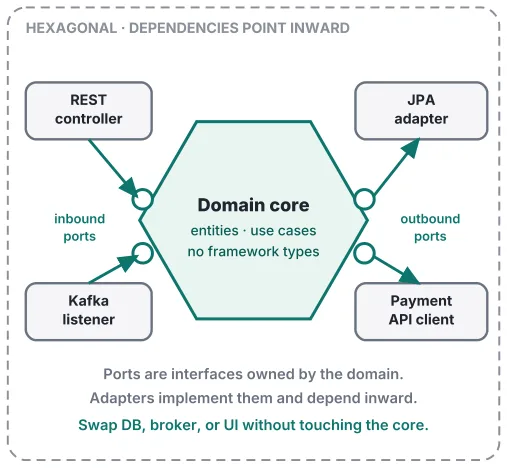 HEXAGONAL · DEPENDENCIES POINT INWARD
REST
controller
JPA
adapter
Domain core
entities · use cases
no framework types
inbound
ports
outbound
ports
Kafka
listener
Payment
API client
Ports are interfaces owned by the domain.
Adapters implement them and depend inward.
Swap DB, broker, or UI without touching the core.